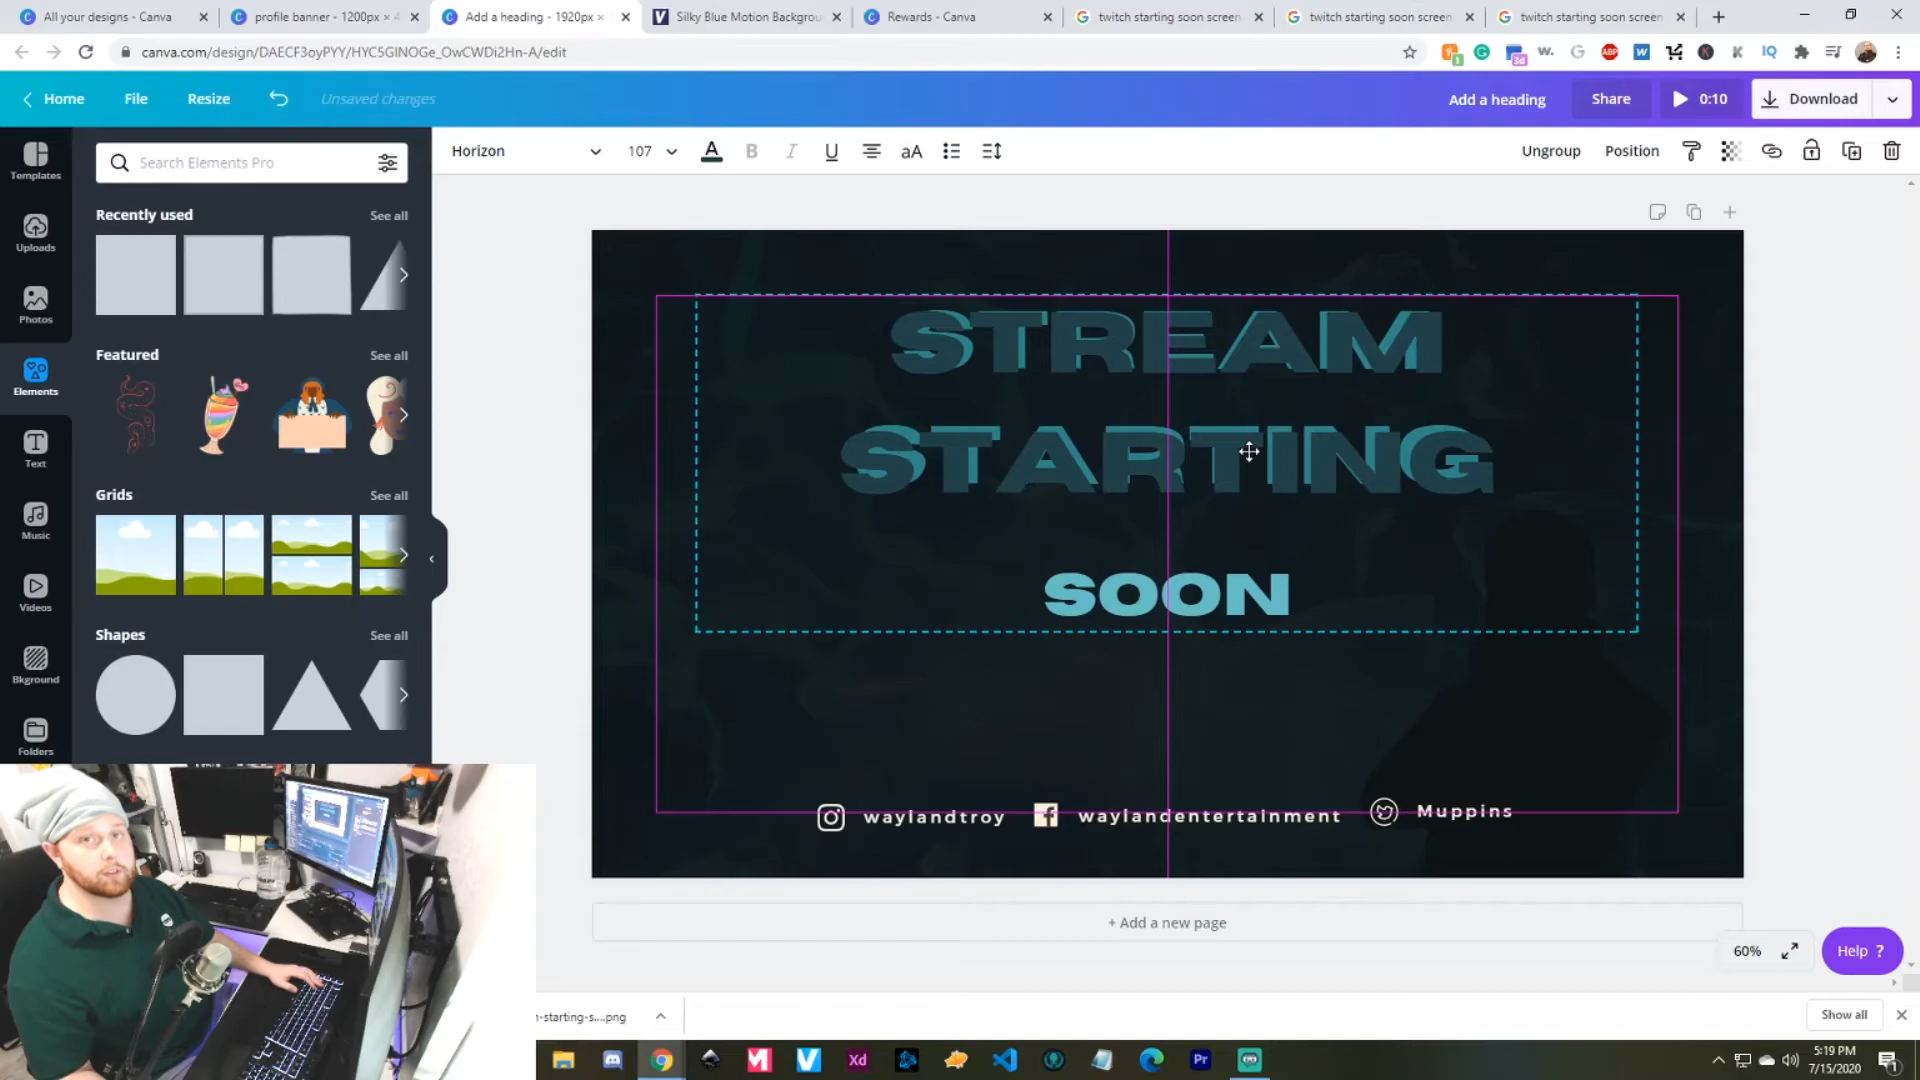 All your designs - Canva
profile banner - 1200px × 4
Add a heading - 1920px ×
Silky Blue Motion Backgrou
Rewards - Canva
twitch starting soon screen
twitch starting soon screen
twitch starting soon screen
canva.com/design/DAECF3oyPYY/HYC5GlNOGe_OwCWDi2Hn-A/edit
Home
File
Resize
Unsaved changes
Add a heading
Share
0:10
Download
Templates
Uploads
Photos
Elements
Text
Music
Videos
Bkground
Folders
Search Elements Pro
Recently used
See all
Featured
See all
Grids
See all
Shapes
See all
Horizon
107
Ungroup
Position
STREAM
STARTING
SOON
waylandtroy
waylandentertainment
Muppins
+ Add a new page
60%
Help ?
n-starting-s....png
Show all
Xd
Pr
5:19 PM
7/15/2020